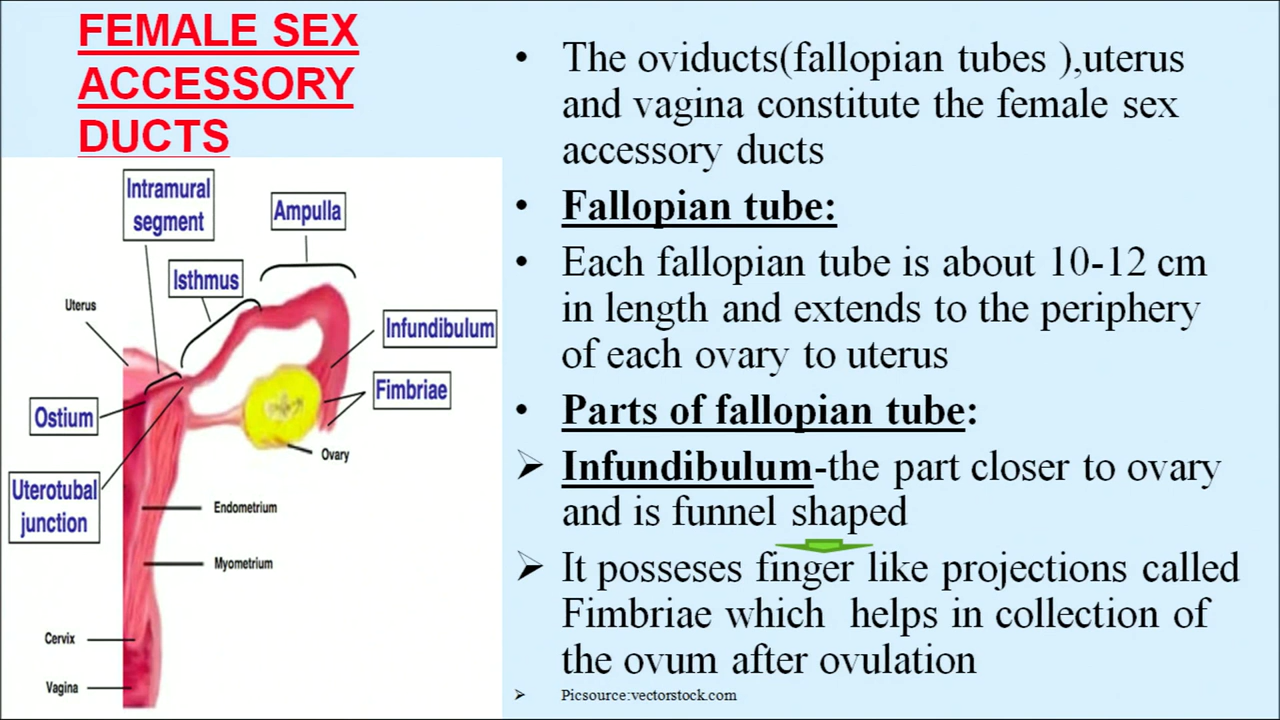 FEMALE SEX
ACCESSORY
DUCTS
Intramural
segment
Ampulla
Isthmus
Uterus
Infundibulum
Fimbriae
Ostium
Ovary
Uterotubal
junction
Endometrium
Myometrium
Cervix
Vagina
• The oviducts(fallopian tubes ),uterus
and vagina constitute the female sex
accessory ducts
• Fallopian tube:
• Each fallopian tube is about 10-12 cm
in length and extends to the periphery
of each ovary to uterus
• Parts of fallopian tube:
➢ Infundibulum-the part closer to ovary
and is funnel shaped
➢ It posseses finger like projections called
Fimbriae which helps in collection of
the ovum after ovulation
➢ Picsource:vectorstock.com